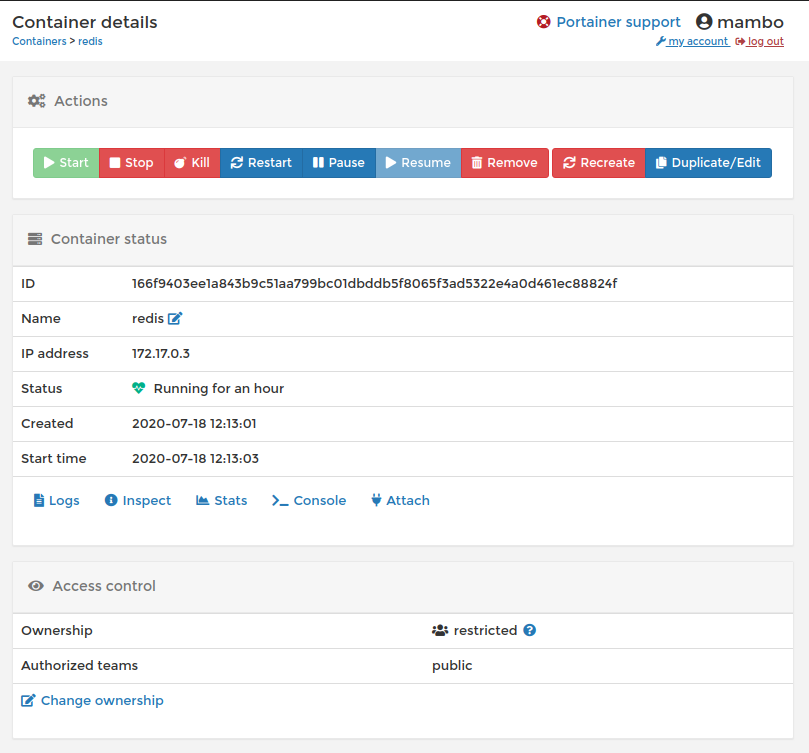 Container details
Portainer support mambo
Containers > redis
my account log out
Actions
Start Stop Kill Restart Pause Resume Remove Recreate Duplicate/Edit
Container status
ID 166f9403ee1a843b9c51aa799bc01dbddb5f8065f3ad5322e4a0d461ec88824f
Name redis
IP address 172.17.0.3
Status Running for an hour
Created 2020-07-18 12:13:01
Start time 2020-07-18 12:13:03
Logs Inspect Stats Console Attach
Access control
Ownership restricted
Authorized teams public
Change ownership